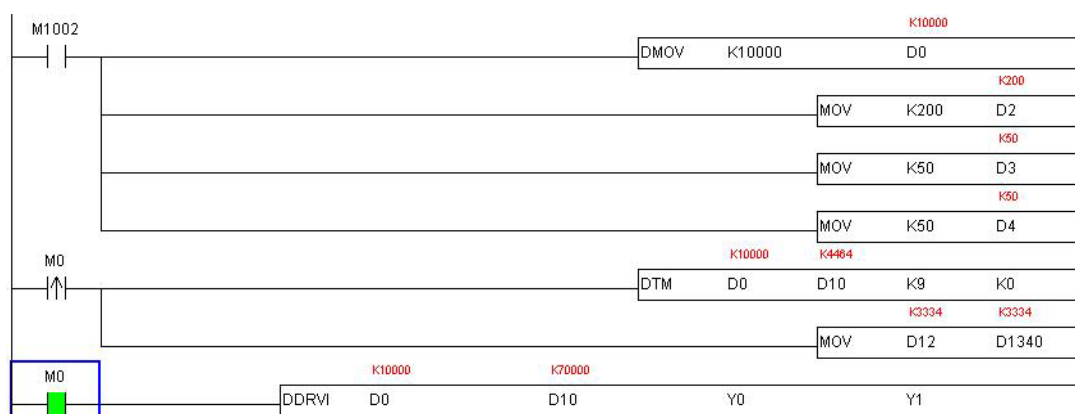 M1002
K10000
DMOV K10000 D0
K200
MOV K200 D2
K50
MOV K50 D3
K50
MOV K50 D4
M0
K10000 K4464
DTM D0 D10 K9 K0
K3334 K3334
MOV D12 D1340
M0
K10000 K70000
DDRVI D0 D10 Y0 Y1